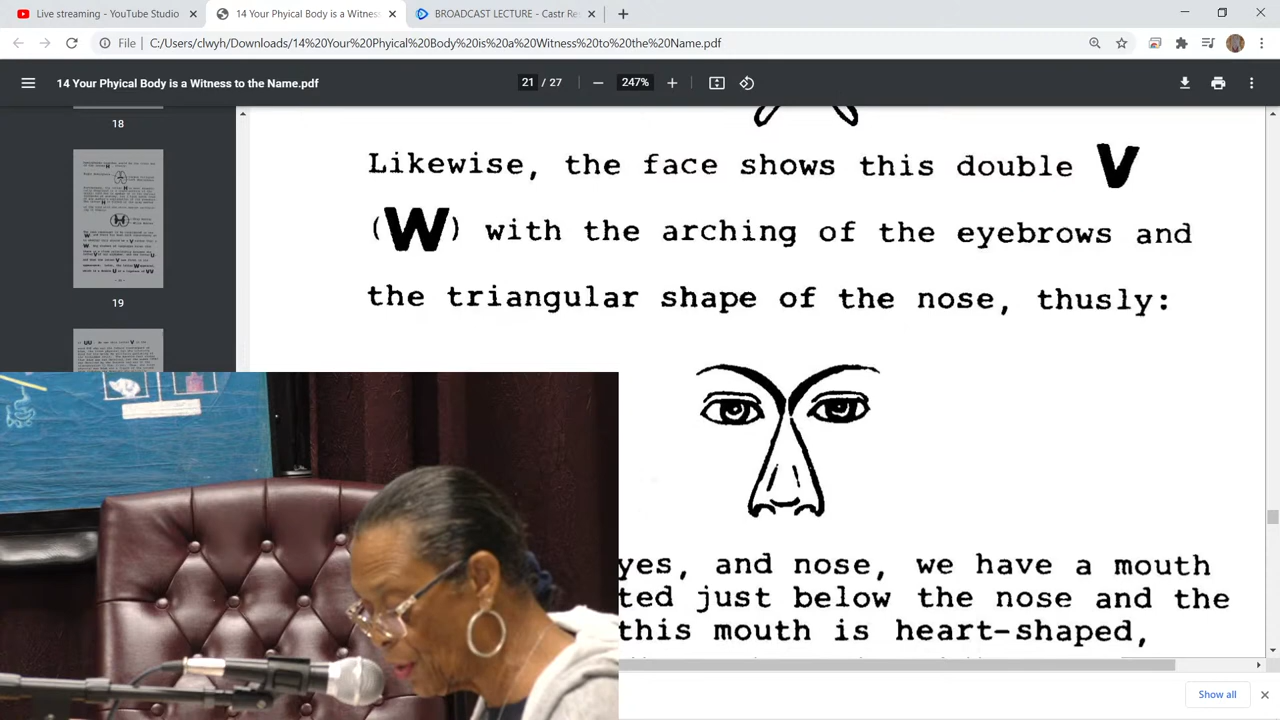 Live streaming - YouTube Studio
14 Your Phyical Body is a Witness
BROADCAST LECTURE - Castr
File
C:/Users/clwyh/Downloads/14%20Your%20Phyical%20Body%20is%20a%20Witness%20to%20the%20Name.pdf
14 Your Phyical Body is a Witness to the Name.pdf
21 / 27
247%
18
19
Likewise, the face shows this double V
(W) with the arching of the eyebrows and
the triangular shape of the nose, thusly:
yes, and nose, we have a mouth
ted just below the nose and the
this mouth is heart-shaped,
Show all